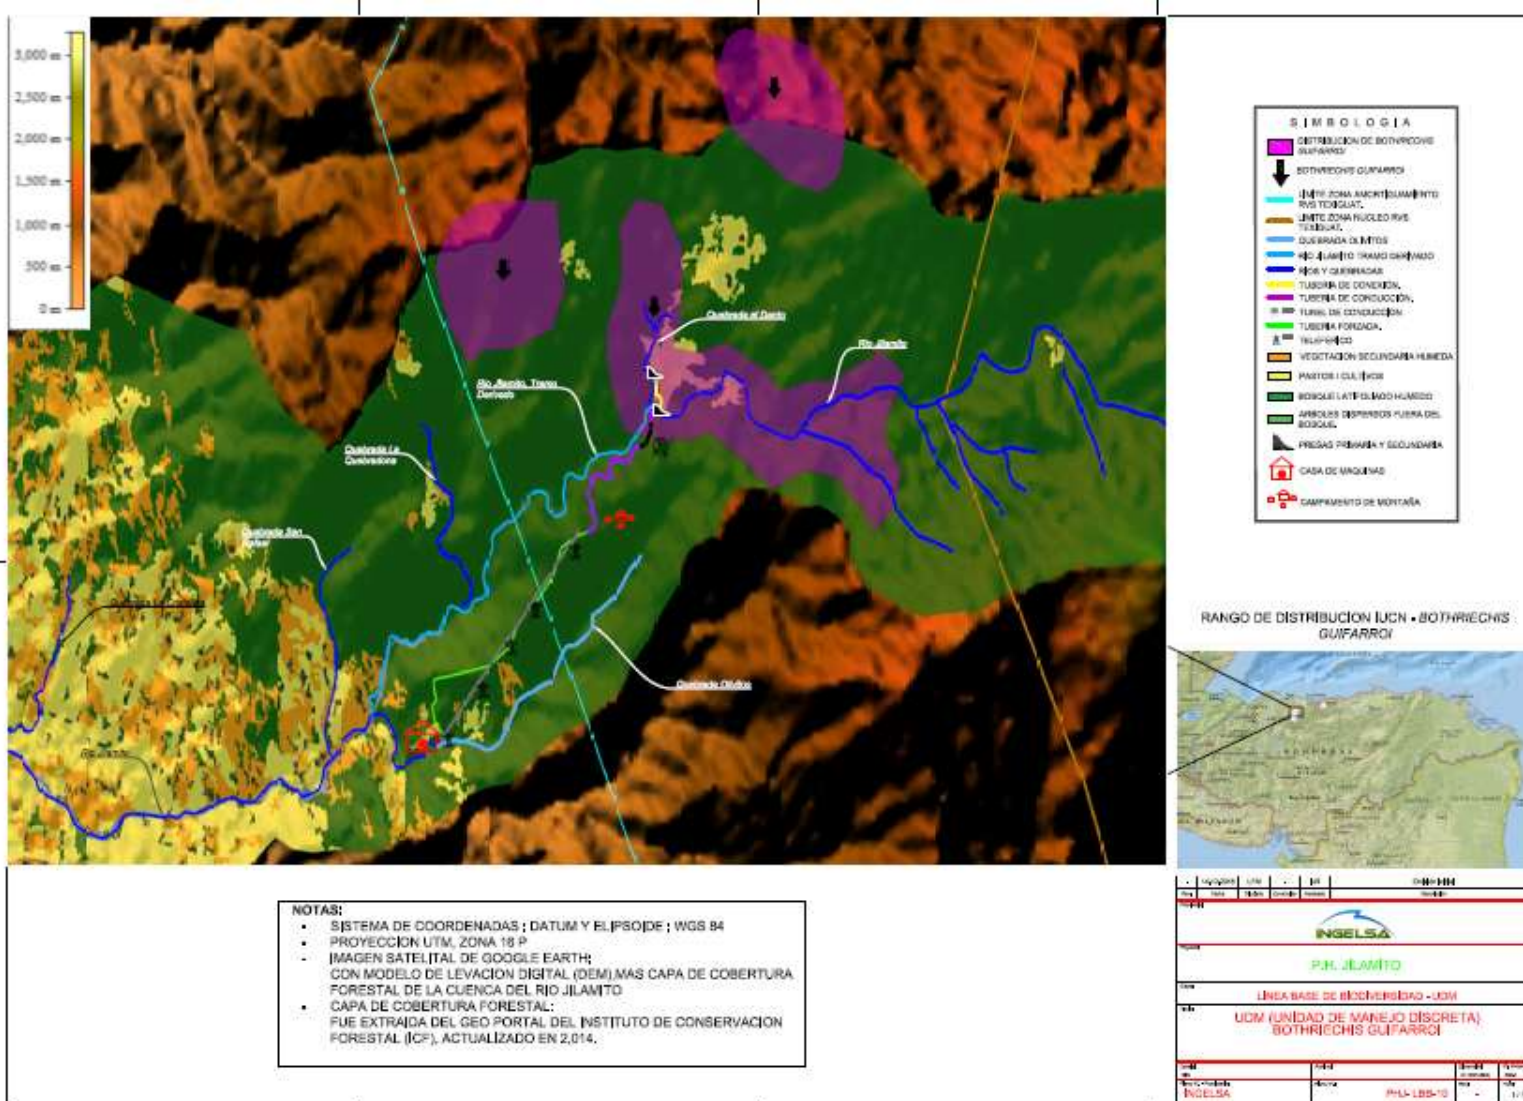 3,000 m
2,500 m
2,000 m
1,500 m
1,000 m
500 m
0 m
Quebrada el Danto
Rio Jilamito
Rio Jilamito, Tramo
Derivado
Quebrada La
Quebradona
Quebrada San
Rafael
Quebrada Olivitos
SIMBOLOGIA
DISTRIBUCION DE BOTHRIECHIS
GUIFARROI
BOTHRIECHIS GUIFARROI
LIMITE ZONA AMORTIGUAMIENTO
RVS TEXIGUAT.
LIMITE ZONA NUCLEO RVS
TEXIGUAT.
QUEBRADA OLIVITOS
RIO JILAMITO TRAMO DERIVADO
RIOS Y QUEBRADAS
TUBERIA DE CONEXION.
TUBERIA DE CONDUCCION.
TUNEL DE CONDUCCION
TUBERIA FORZADA.
TELEFERICO
VEGETACION SECUNDARIA HUMEDA
PASTOS / CULTIVOS
BOSQUE LATIFOLIADO HUMEDO
ARBOLES DISPERSOS FUERA DEL
BOSQUE.
PRESAS PRIMARIA Y SECUNDARIA
CASA DE MAQUINAS
CAMPAMENTO DE MONTAÑA
RANGO DE DISTRIBUCION IUCN - BOTHRIECHIS
GUIFARROI
NOTAS:
• SISTEMA DE COORDENADAS ; DATUM Y ELIPSOIDE ; WGS 84
• PROYECCION UTM, ZONA 16 P
- IMAGEN SATELITAL DE GOOGLE EARTH;
CON MODELO DE LEVACION DIGITAL (DEM),MAS CAPA DE COBERTURA
FORESTAL DE LA CUENCA DEL RIO JILAMITO
• CAPA DE COBERTURA FORESTAL:
FUE EXTRAIDA DEL GEO PORTAL DEL INSTITUTO DE CONSERVACION
FORESTAL (ICF), ACTUALIZADO EN 2,014.
INGELSA
P.H. JILAMITO
LINEA BASE DE BIODIVERSIDAD - UDM
UDM (UNIDAD DE MANEJO DISCRETA)
BOTHRIECHIS GUIFARROI
INGELSA
PHJ- LBB-10